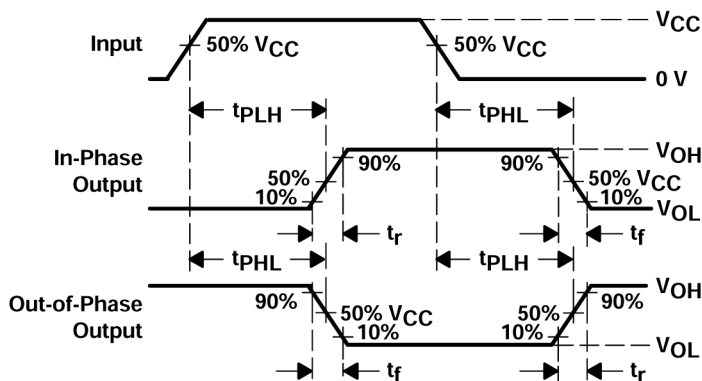 VCC
Input
50% VCC
50% VCC
0 V
tPLH
tPHL
In-Phase
Output
VOH
90%
90%
50%
50% VCC
10%
10%
VOL
tr
tf
tPHL
tPLH
Out-of-Phase
Output
VOH
90%
90%
50% VCC
50%
10%
10%
VOL
tf
tr